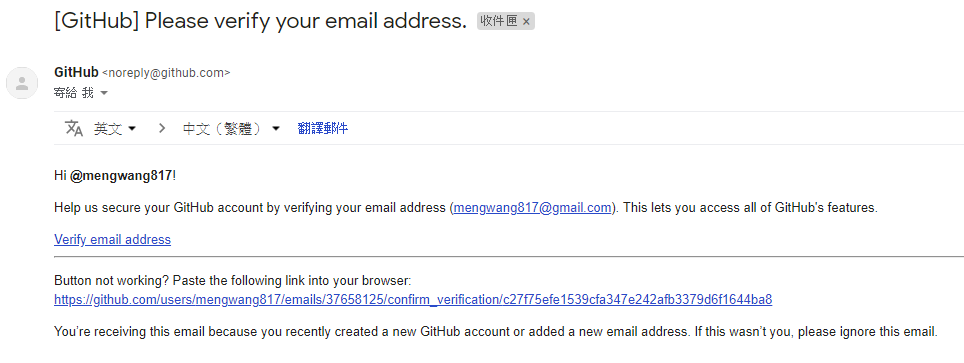 [GitHub] Please verify your email address. 收件匣 ×
GitHub <noreply@github.com>
寄給 我
英文 > 中文（繁體） 翻譯郵件
Hi @mengwang817!
Help us secure your GitHub account by verifying your email address (mengwang817@gmail.com). This lets you access all of GitHub's features.
Verify email address
Button not working? Paste the following link into your browser:
https://github.com/users/mengwang817/emails/37658125/confirm_verification/c27f75efe1539cfa347e242afb3379d6f1644ba8
You’re receiving this email because you recently created a new GitHub account or added a new email address. If this wasn’t you, please ignore this email.